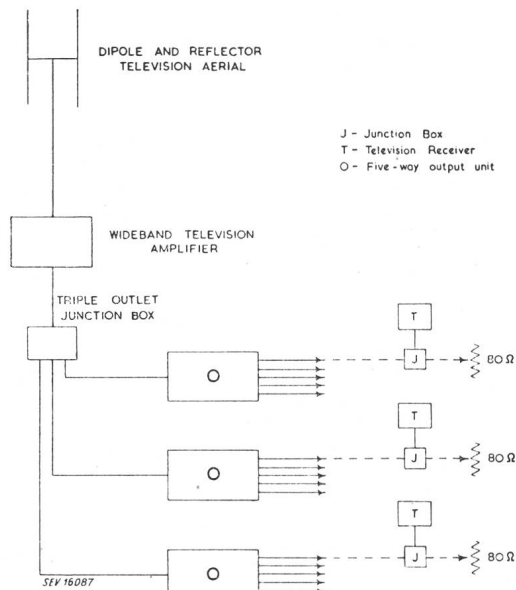 DIPOLE AND REFLECTOR
TELEVISION AERIAL
J - Junction Box
T - Television Receiver
O - Five-way output unit
WIDEBAND TELEVISION
AMPLIFIER
TRIPLE OUTLET
JUNCTION BOX
T
O
J
80 Ω
T
O
J
80 Ω
T
O
J
80 Ω
SEV 16087